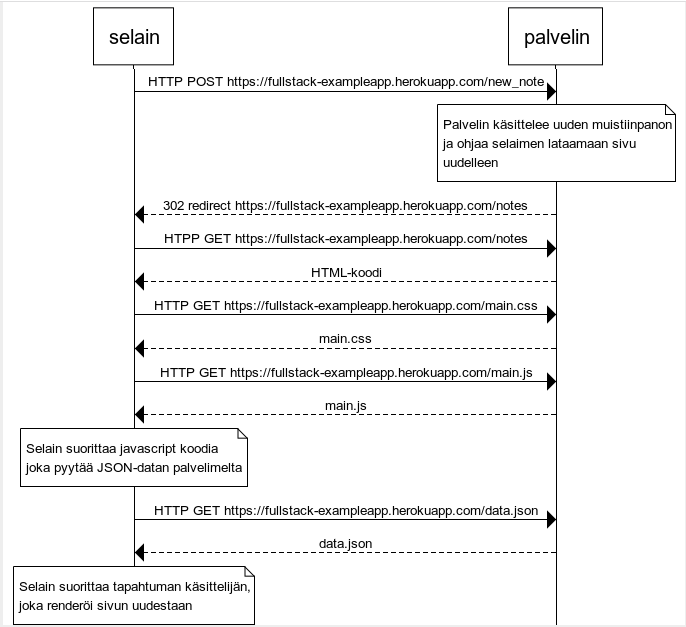 selain
palvelin
HTTP POST https://fullstack-exampleapp.herokuapp.com/new_note
Palvelin käsittelee uuden muistiinpanon
ja ohjaa selaimen lataamaan sivu
uudelleen
302 redirect https://fullstack-exampleapp.herokuapp.com/notes
HTPP GET https://fullstack-exampleapp.herokuapp.com/notes
HTML-koodi
HTTP GET https://fullstack-exampleapp.herokuapp.com/main.css
main.css
HTTP GET https://fullstack-exampleapp.herokuapp.com/main.js
main.js
Selain suorittaa javascript koodia
joka pyytää JSON-datan palvelimelta
HTTP GET https://fullstack-exampleapp.herokuapp.com/data.json
data.json
Selain suorittaa tapahtuman käsittelijän,
joka renderöi sivun uudestaan